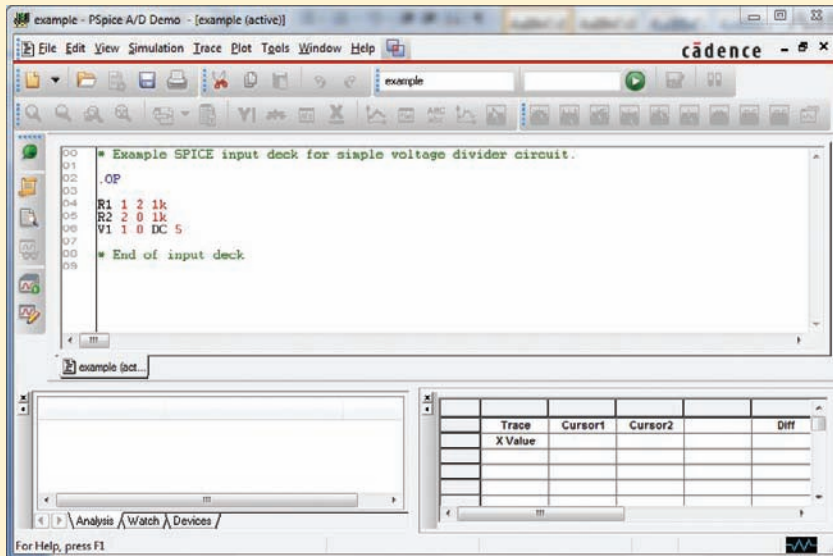 example - PSpice A/D Demo - [example (active)]
File Edit View Simulation Trace Plot Tools Window Help
cādence
example
00 * Example SPICE input deck for simple voltage divider circuit.
01
02 .OP
03
04 R1 1 2 1k
05 R2 2 0 1k
06 V1 1 0 DC 5
07
08 * End of input deck
09
example (act...
Trace Cursor1 Cursor2 Diff
X Value
Analysis Watch Devices
For Help, press F1